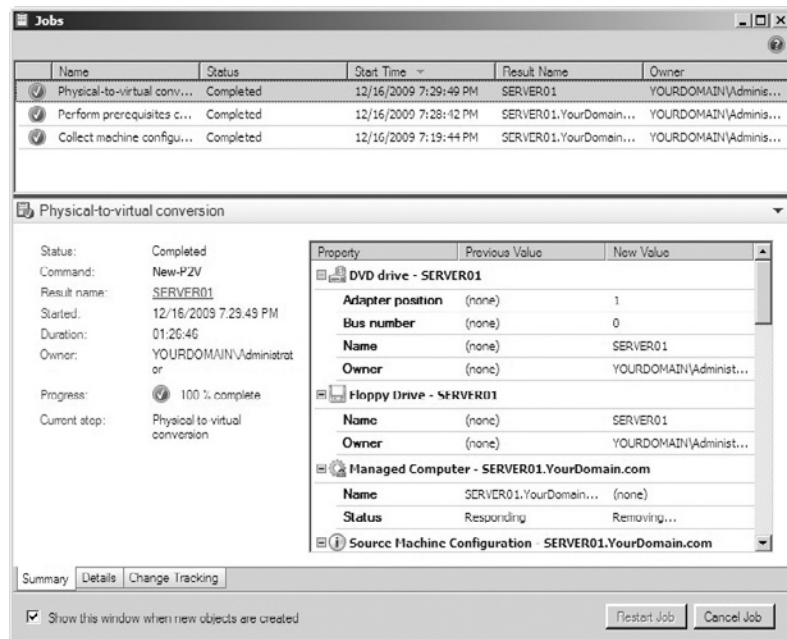 Jobs
Name Status Start Time Result Name Owner
Physical-to-virtual conv... Completed 12/16/2009 7:29:49 PM SERVER01 YOURDOMAIN\Adminis...
Perform prerequisites c... Completed 12/16/2009 7:28:42 PM SERVER01.YourDomain... YOURDOMAIN\Adminis...
Collect machine configu... Completed 12/16/2009 7:19:44 PM SERVER01.YourDomain... YOURDOMAIN\Adminis...
Physical-to-virtual conversion
Status: Completed
Command: New-P2V
Result name: SERVER01
Started: 12/16/2009 7:29:49 PM
Duration: 01:26:46
Owner: YOURDOMAIN\Administrat
or
Progress: 100 % complete
Current step: Physical to virtual
conversion
Property Previous Value New Value
DVD drive - SERVER01
Adapter position (none) 1
Bus number (none) 0
Name (none) SERVER01
Owner (none) YOURDOMAIN\Administ...
Floppy Drive - SERVER01
Name (none) SERVER01
Owner (none) YOURDOMAIN\Administ...
Managed Computer - SERVER01.YourDomain.com
Name SERVER01.YourDomain... (none)
Status Responding Removing...
Source Machine Configuration - SERVER01.YourDomain.com
Summary Details Change Tracking
Show this window when new objects are created
Restart Job Cancel Job